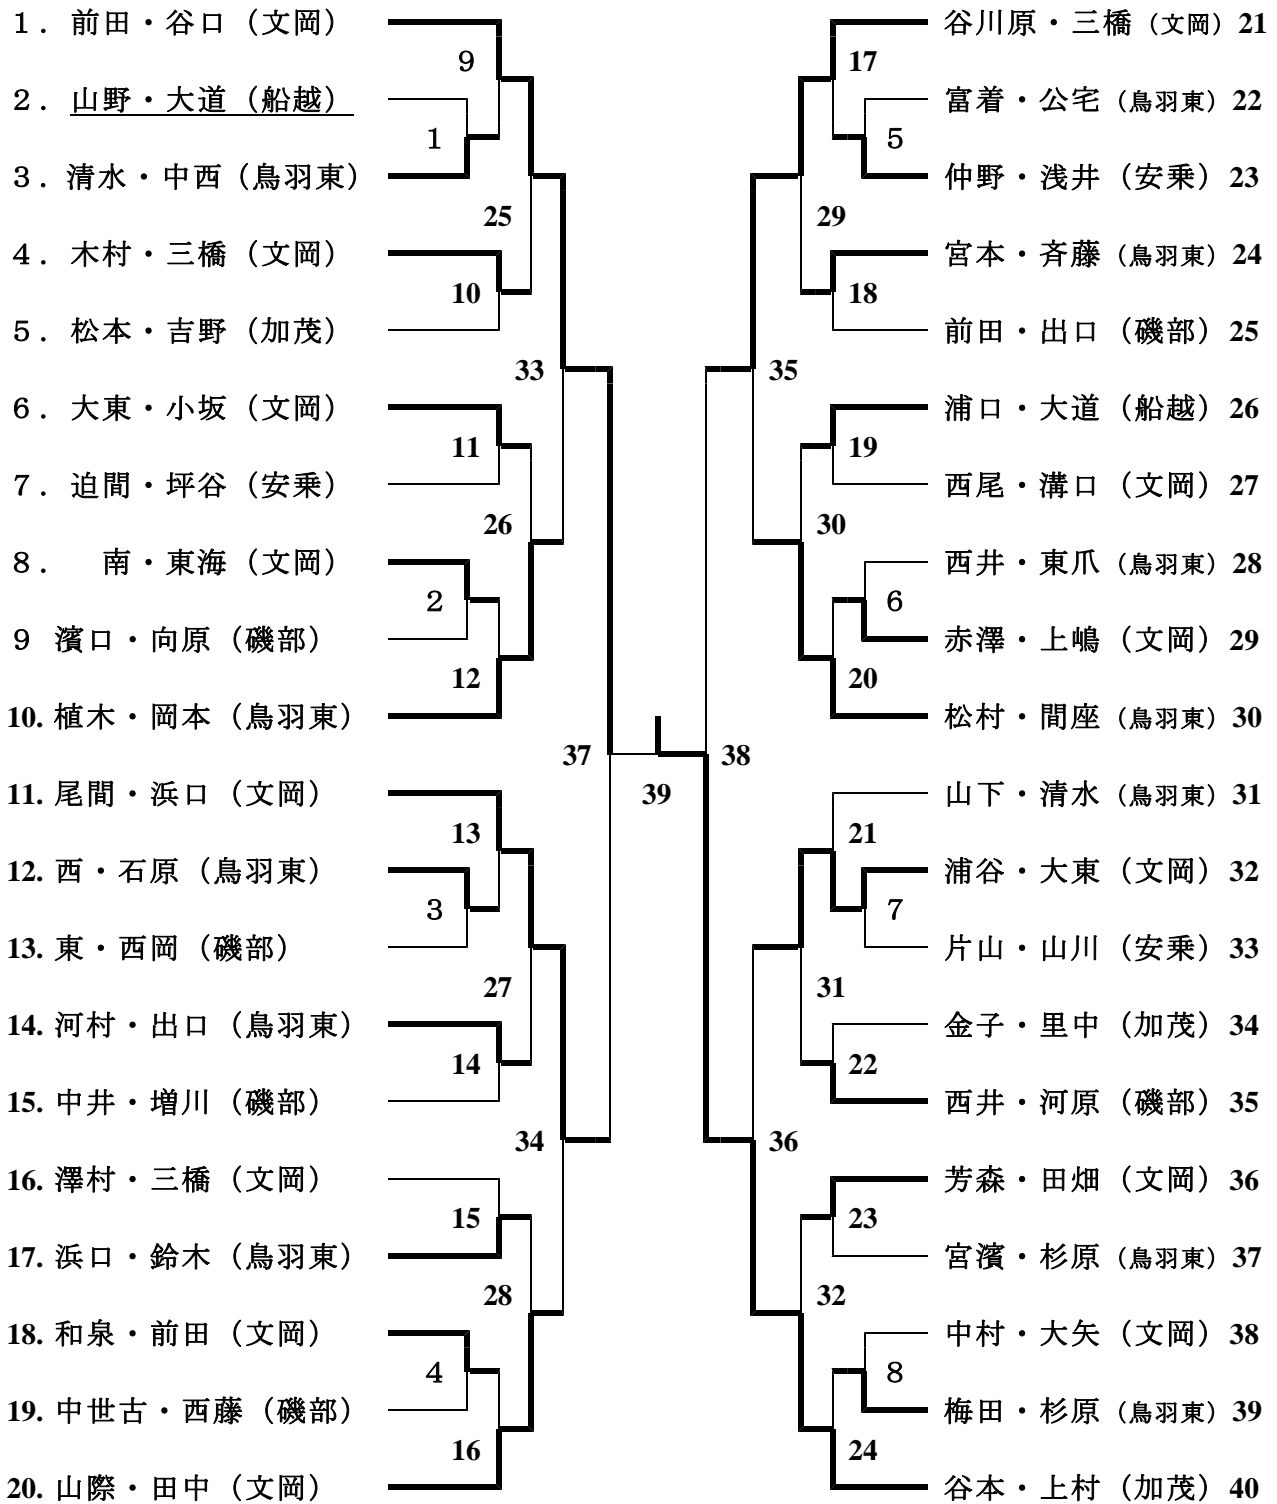 １．前田・谷口（文岡）
２．山野・大道（船越）
３．清水・中西（鳥羽東）
４．木村・三橋（文岡）
５．松本・吉野（加茂）
６．大東・小坂（文岡）
７．迫間・坪谷（安乗）
８．　南・東海（文岡）
９ 濱口・向原（磯部）
10. 植木・岡本（鳥羽東）
11. 尾間・浜口（文岡）
12. 西・石原（鳥羽東）
13. 東・西岡（磯部）
14. 河村・出口（鳥羽東）
15. 中井・増川（磯部）
16. 澤村・三橋（文岡）
17. 浜口・鈴木（鳥羽東）
18. 和泉・前田（文岡）
19. 中世古・西藤（磯部）
20. 山際・田中（文岡）
9
1
25
10
33
11
26
2
12
37
13
3
27
14
34
15
28
4
16
39
38
17
5
29
18
35
19
30
6
20
21
7
31
22
36
23
32
8
24
谷川原・三橋（文岡）21
富着・公宅（鳥羽東）22
仲野・浅井（安乗）23
宮本・斉藤（鳥羽東）24
前田・出口（磯部）25
浦口・大道（船越）26
西尾・溝口（文岡）27
西井・東爪（鳥羽東）28
赤澤・上嶋（文岡）29
松村・間座（鳥羽東）30
山下・清水（鳥羽東）31
浦谷・大東（文岡）32
片山・山川（安乗）33
金子・里中（加茂）34
西井・河原（磯部）35
芳森・田畑（文岡）36
宮濱・杉原（鳥羽東）37
中村・大矢（文岡）38
梅田・杉原（鳥羽東）39
谷本・上村（加茂）40